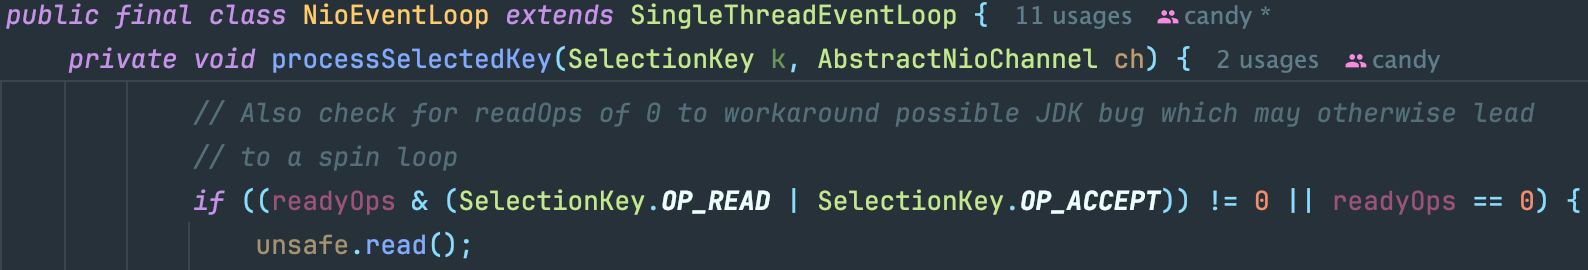 public final class NioEventLoop extends SingleThreadEventLoop { 11 usages candy *
private void processSelectedKey(SelectionKey k, AbstractNioChannel ch) { 2 usages candy
// Also check for readOps of 0 to workaround possible JDK bug which may otherwise lead
// to a spin loop
if ((readyOps & (SelectionKey.OP_READ | SelectionKey.OP_ACCEPT)) != 0 || readyOps == 0) {
unsafe.read();